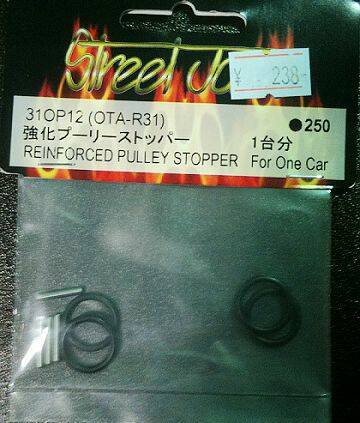 Street
¥ 238-
31OP12 (OTA-R31)
強化プーリーストッパー 1台分 ●250
REINFORCED PULLEY STOPPER For One Car